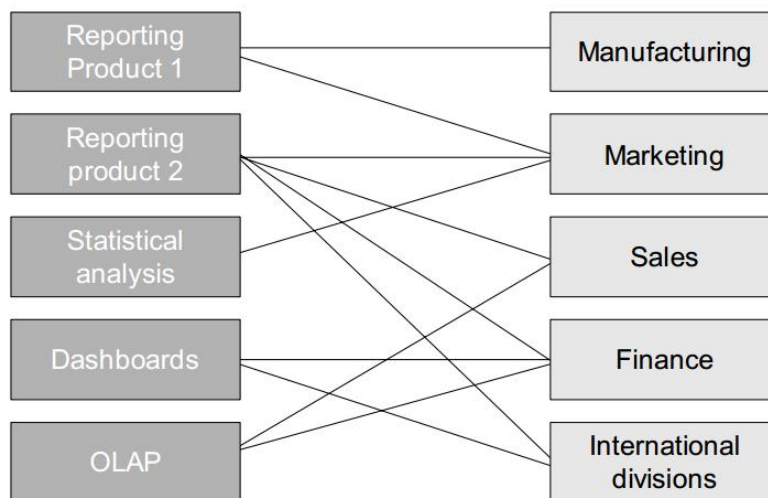 Reporting
Product 1
Manufacturing
Reporting
product 2
Marketing
Statistical
analysis
Sales
Dashboards
Finance
OLAP
International
divisions